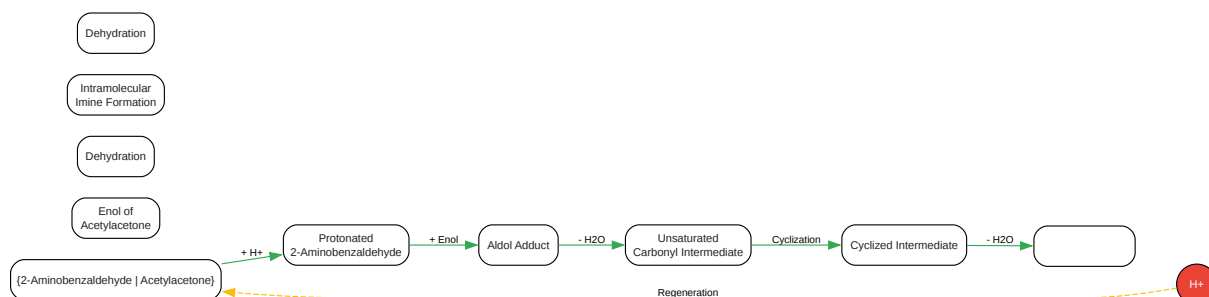 Dehydration
Intramolecular
Imine Formation
Dehydration
Enol of
Acetylacetone
{2-Aminobenzaldehyde | Acetylacetone}
+ H+
Protonated
2-Aminobenzaldehyde
+ Enol
Aldol Adduct
- H2O
Unsaturated
Carbonyl Intermediate
Cyclization
Cyclized Intermediate
- H2O
H+
Regeneration